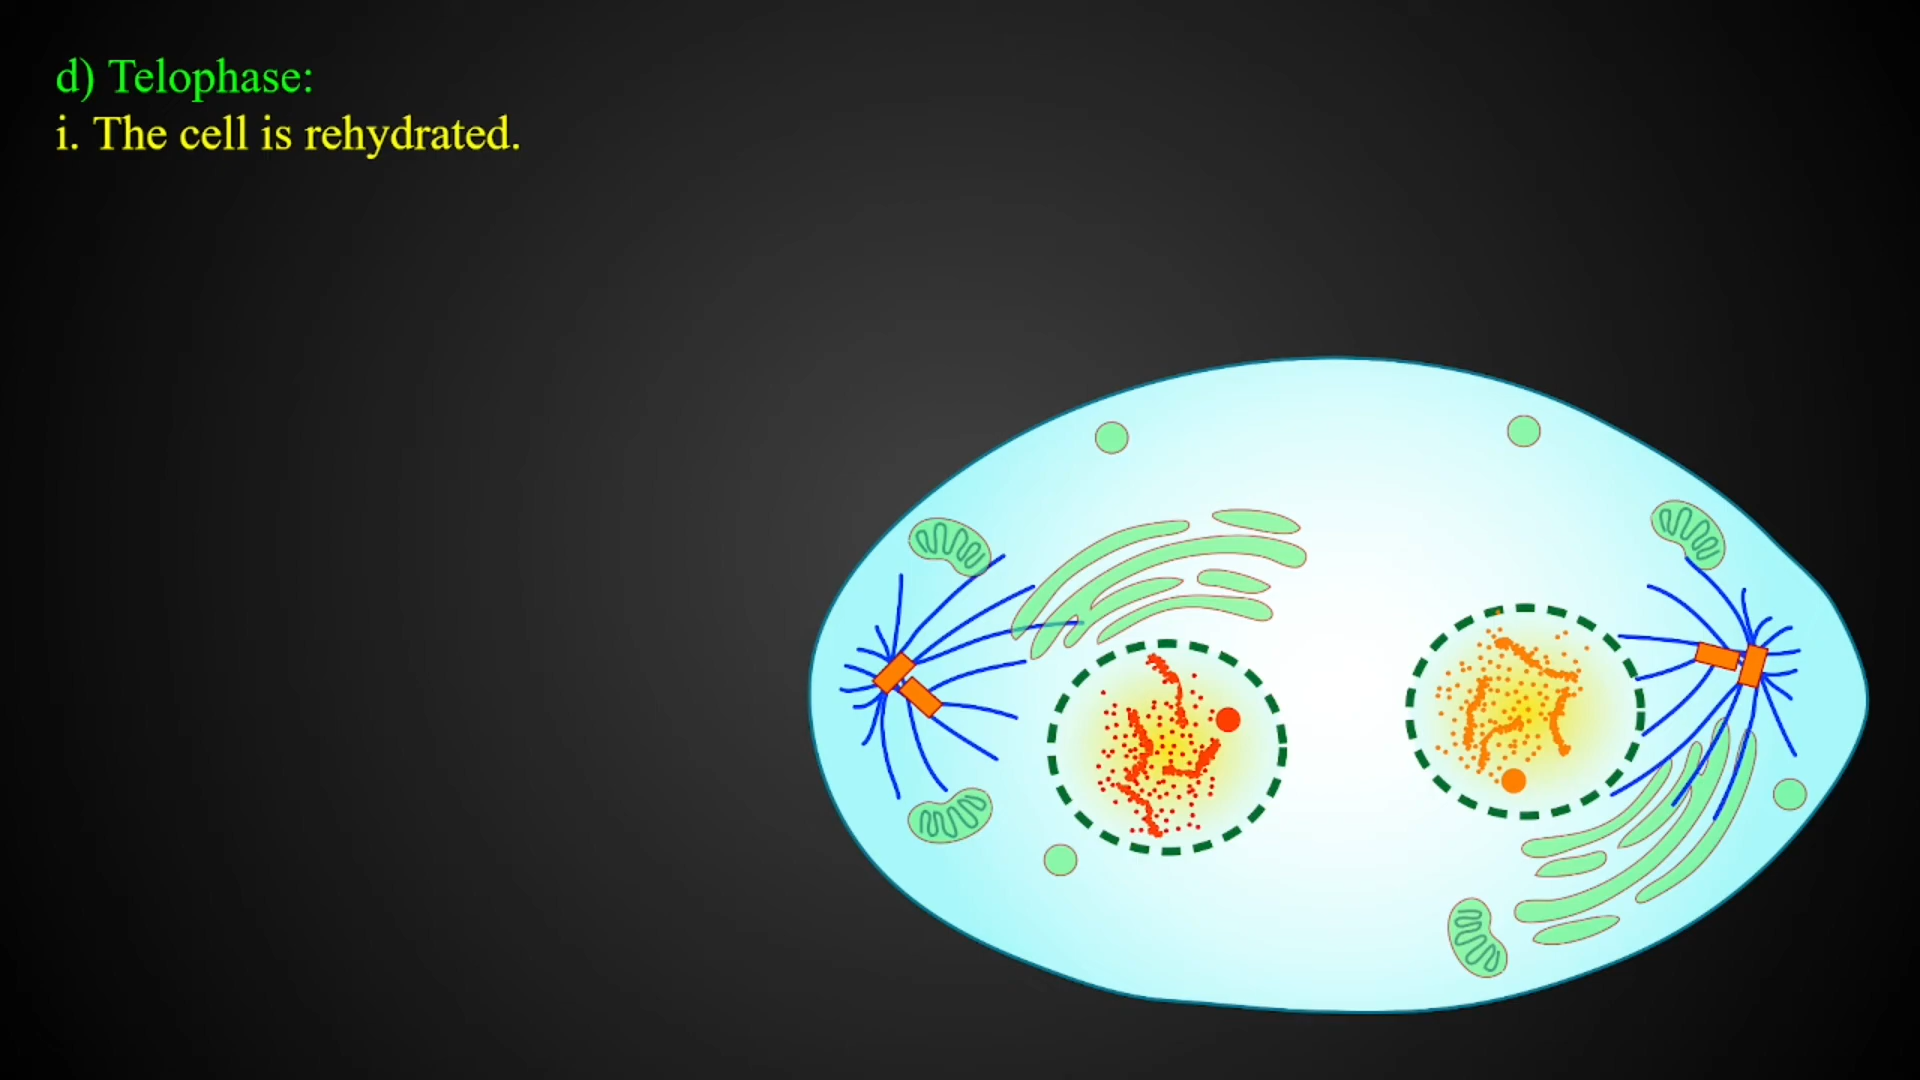 d) Telophase:
i. The cell is rehydrated.